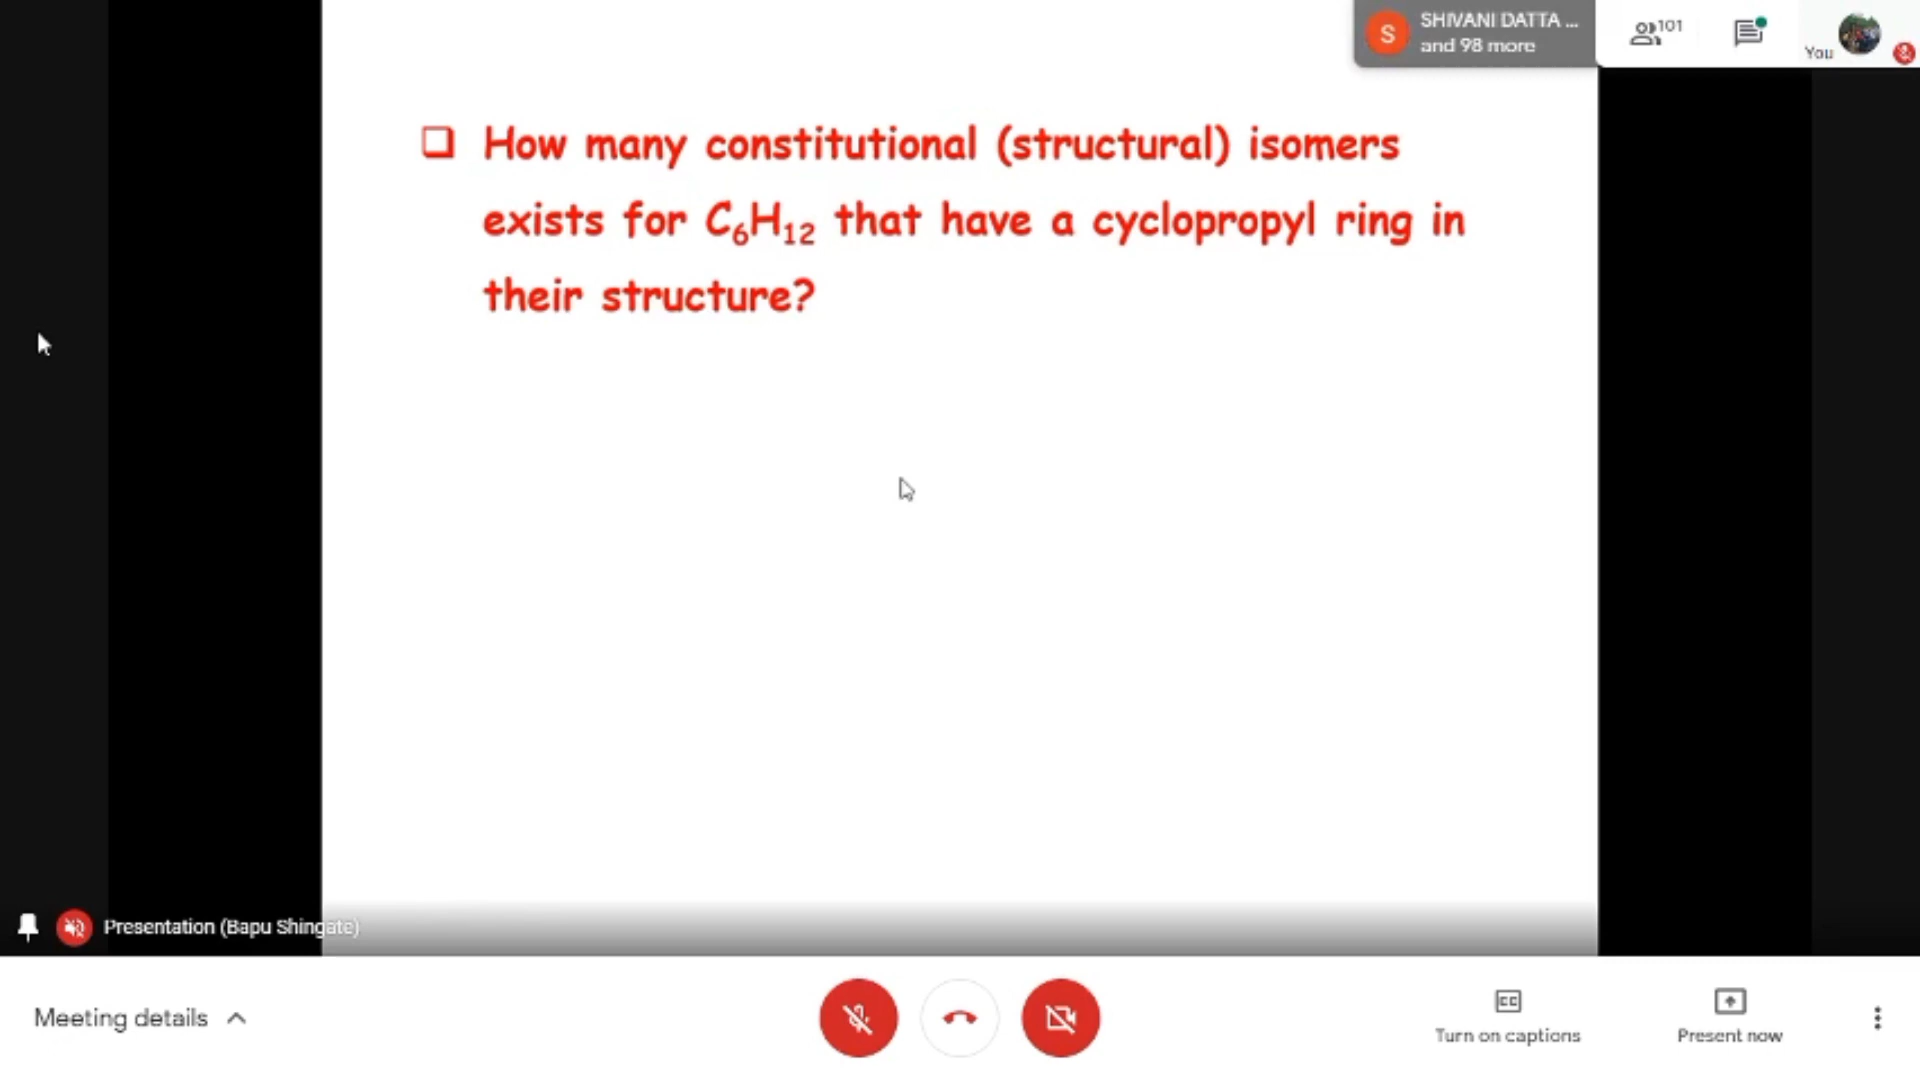 SHIVANI DATTA ...
and 98 more
101
You
S
❑ How many constitutional (structural) isomers
exists for C₆H₁₂ that have a cyclopropyl ring in
their structure?
Presentation (Bapu Shingate)
Meeting details
CC
Turn on captions
Present now